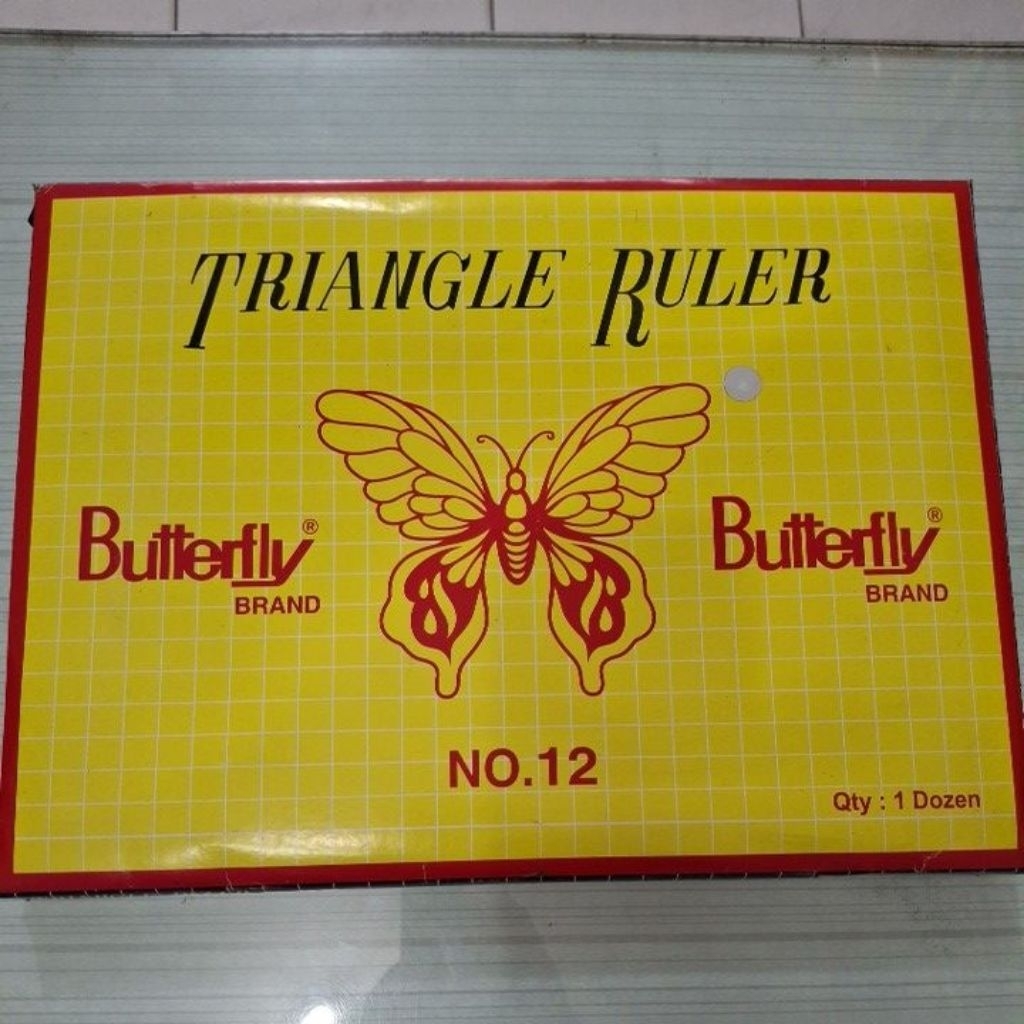 TRIANGLE RULER
Butterfly®
BRAND
Butterfly®
BRAND
NO.12
Qty : 1 Dozen